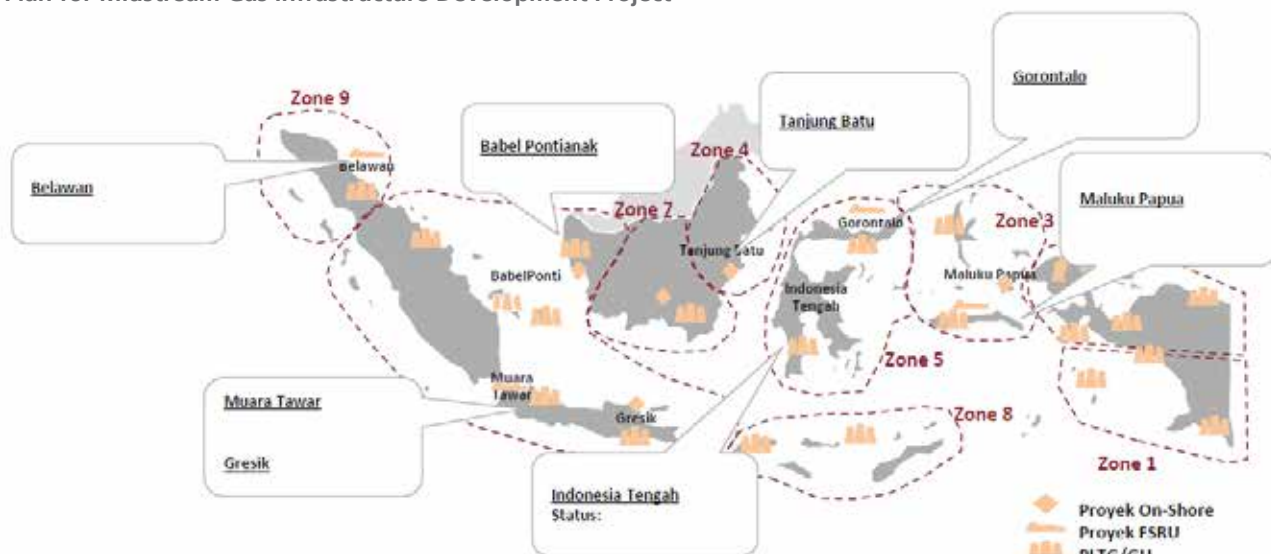 Plan for Midstream Gas Infrastructure Development Project
Gorontalo
Zone 9
Tanjung Batu
Babel Pontianak
Zone 4
Belawan
Belawan
Maluku Papua
Zone 7
Gorontalo
Zone 3
Tanjung Batu
BabelPonti
Maluku Papua
Indonesia
Tengah
Zone 5
Muara
Tawar
Muara Tawar
Gresik
Zone 8
Gresik
Zone 1
Indonesia Tengah
Status:
Proyek On-Shore
Proyek FSRU